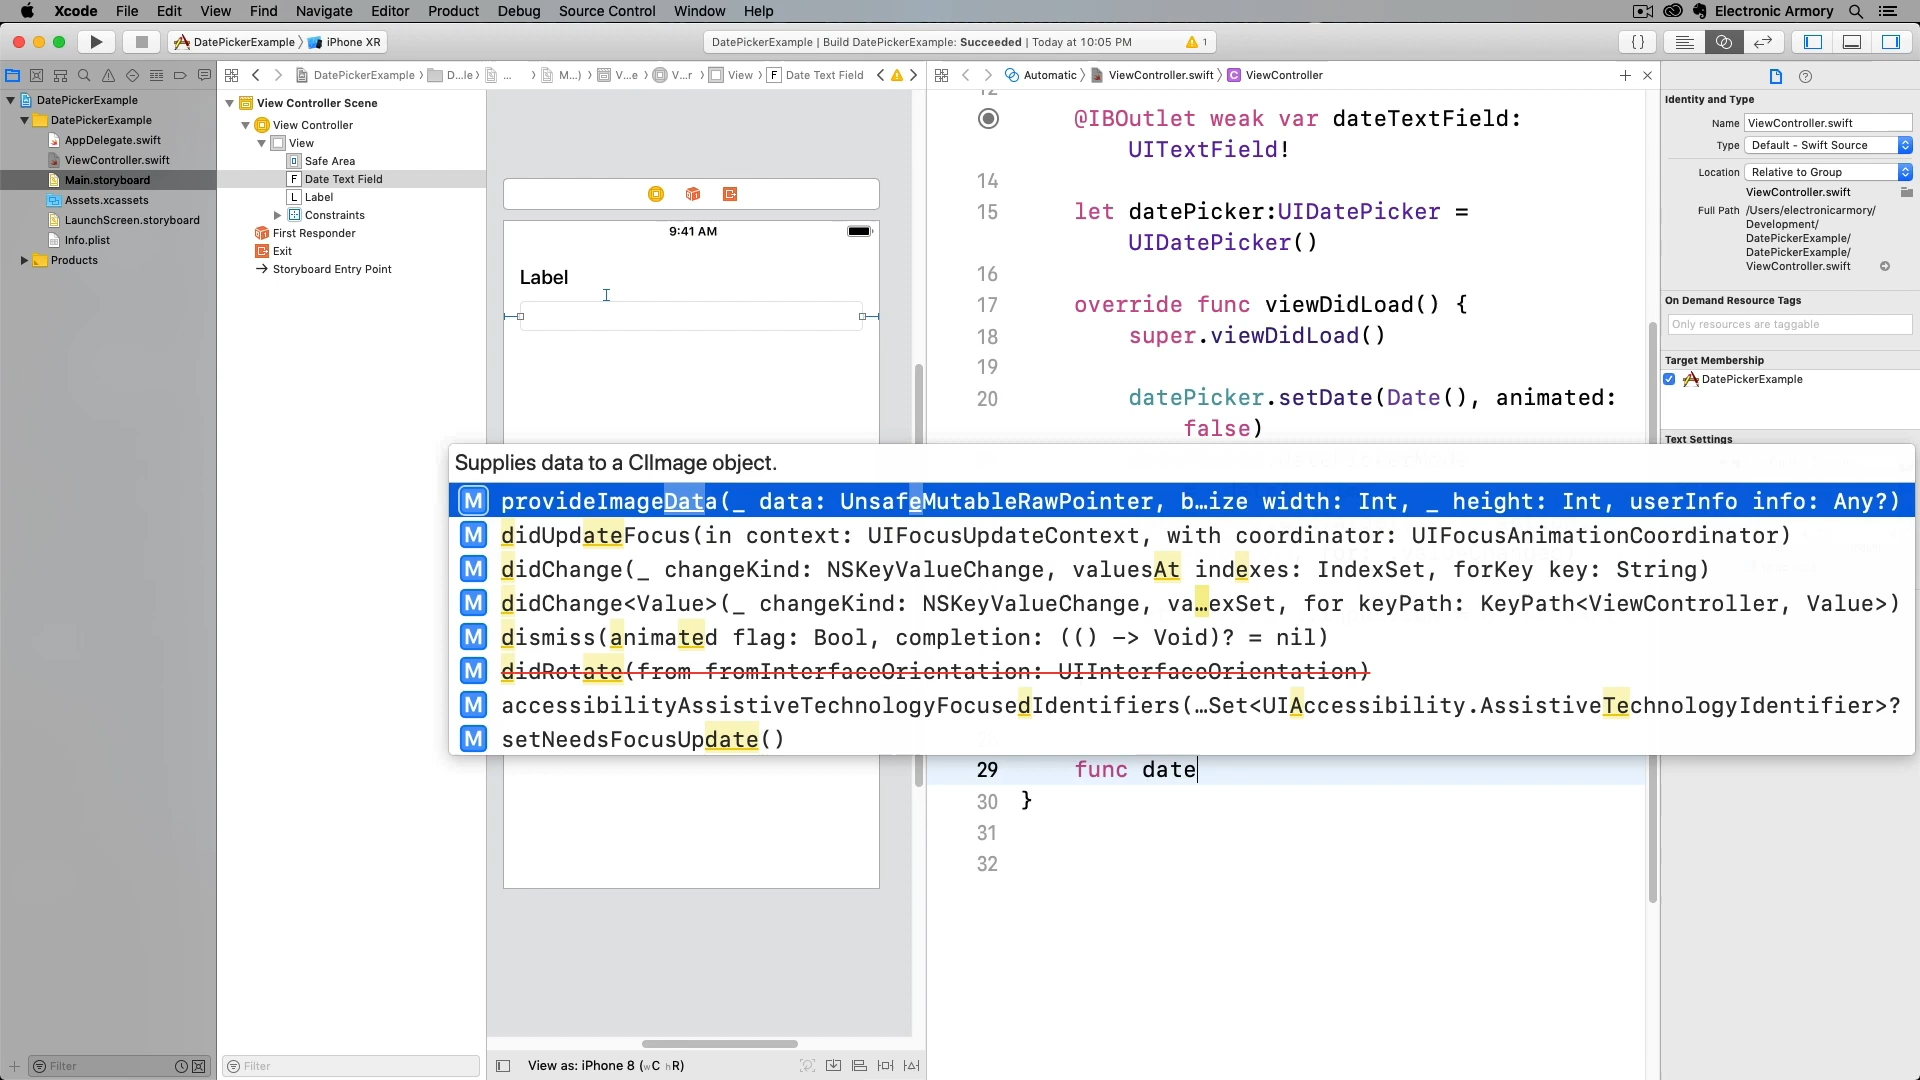 Xcode File Edit View Find Navigate Editor Product Debug Source Control Window Help Electronic Armory
DatePickerExample iPhone XR
DatePickerExample | Build DatePickerExample: Succeeded | Today at 10:05 PM 1
DatePickerExample D...le ... M...) V...e V...r View F Date Text Field
Automatic ViewController.swift C ViewController
DatePickerExample
DatePickerExample
AppDelegate.swift
ViewController.swift
Main.storyboard
Assets.xcassets
LaunchScreen.storyboard
Info.plist
Products
Filter
View Controller Scene
View Controller
View
Safe Area
F Date Text Field
L Label
Constraints
First Responder
Exit
Storyboard Entry Point
Filter
9:41 AM
Label
View as: iPhone 8 (wC hR)
12
@IBOutlet weak var dateTextField:
UITextField!
14
15 let datePicker:UIDatePicker =
UIDatePicker()
16
17 override func viewDidLoad() {
18 super.viewDidLoad()
19
20 datePicker.setDate(Date(), animated:
false)
Supplies data to a CIImage object.
M provideImageData(_ data: UnsafeMutableRawPointer, b…ize width: Int, _ height: Int, userInfo info: Any?)
M didUpdateFocus(in context: UIFocusUpdateContext, with coordinator: UIFocusAnimationCoordinator)
M didChange(_ changeKind: NSKeyValueChange, valuesAt indexes: IndexSet, forKey key: String)
M didChange<Value>(_ changeKind: NSKeyValueChange, va…exSet, for keyPath: KeyPath<ViewController, Value>)
M dismiss(animated flag: Bool, completion: (() -> Void)? = nil)
M didRotate(from fromInterfaceOrientation: UIInterfaceOrientation)
M accessibilityAssistiveTechnologyFocusedIdentifiers(…Set<UIAccessibility.AssistiveTechnologyIdentifier>?
M setNeedsFocusUpdate()
29 func date
30 }
31
32
Identity and Type
Name ViewController.swift
Type Default - Swift Source
Location Relative to Group
ViewController.swift
Full Path /Users/electronicarmory/
Development/
DatePickerExample/
DatePickerExample/
ViewController.swift
On Demand Resource Tags
Only resources are taggable
Target Membership
DatePickerExample
Text Settings